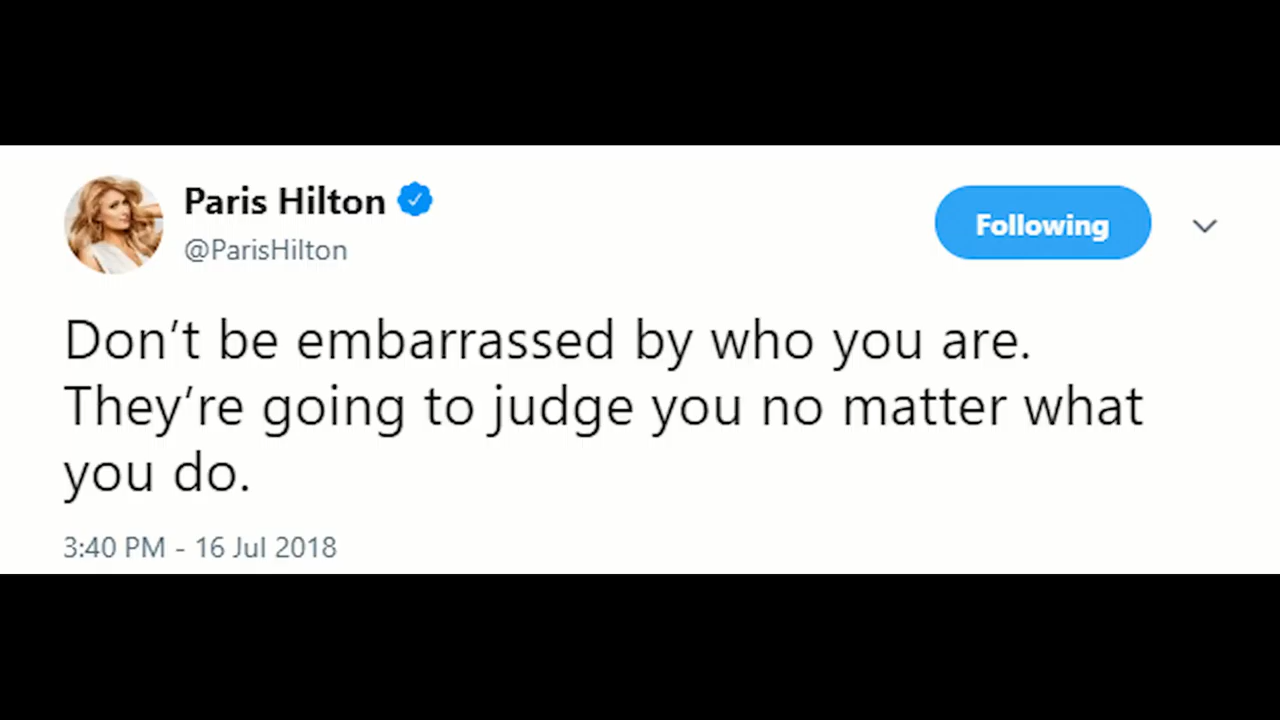 Paris Hilton
@ParisHilton
Following
Don’t be embarrassed by who you are.
They’re going to judge you no matter what
you do.
3:40 PM - 16 Jul 2018